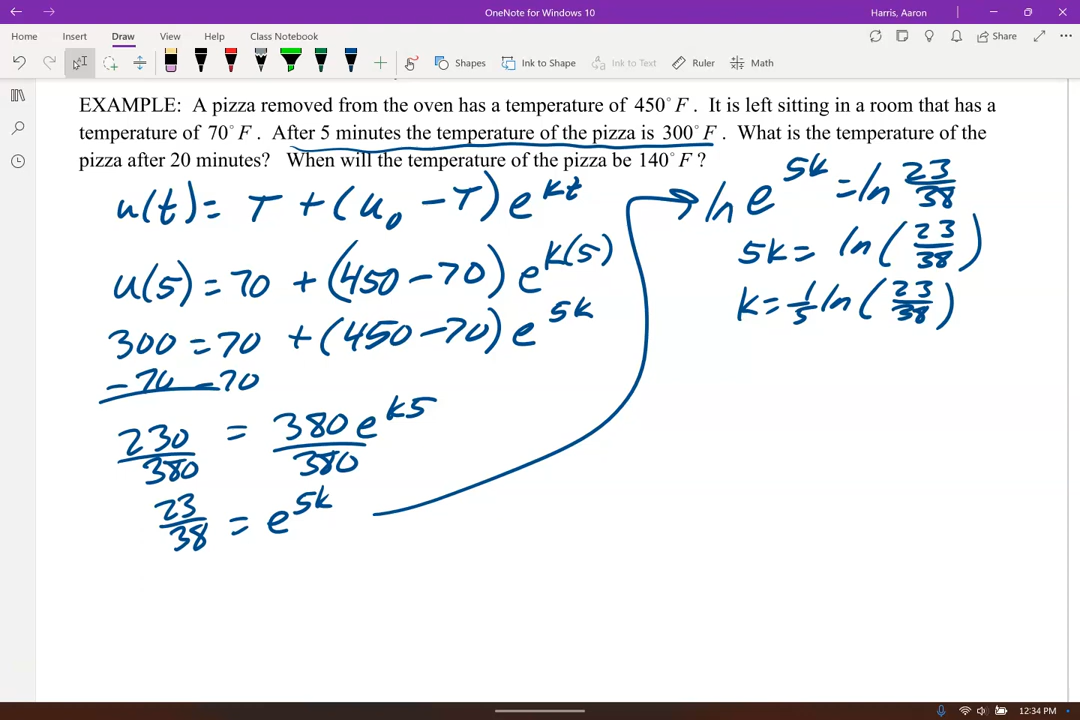 OneNote for Windows 10
Harris, Aaron
Home Insert Draw View Help Class Notebook
Share
Shapes Ink to Shape Ink to Text Ruler Math
EXAMPLE: A pizza removed from the oven has a temperature of 450° F. It is left sitting in a room that has a
temperature of 70° F. After 5 minutes the temperature of the pizza is 300° F. What is the temperature of the
pizza after 20 minutes? When will the temperature of the pizza be 140° F?
u(t) = T + (u₀ - T) e^{kt}
u(5) = 70 + (450 - 70) e^{k(5)}
300 = 70 + (450 - 70) e^{5k}
-70 -70
230/380 = 380e^{k5}/380
23/38 = e^{5k}
ln e^{5k} = ln 23/38
5k = ln (23/38)
k = 1/5 ln (23/38)
12:34 PM